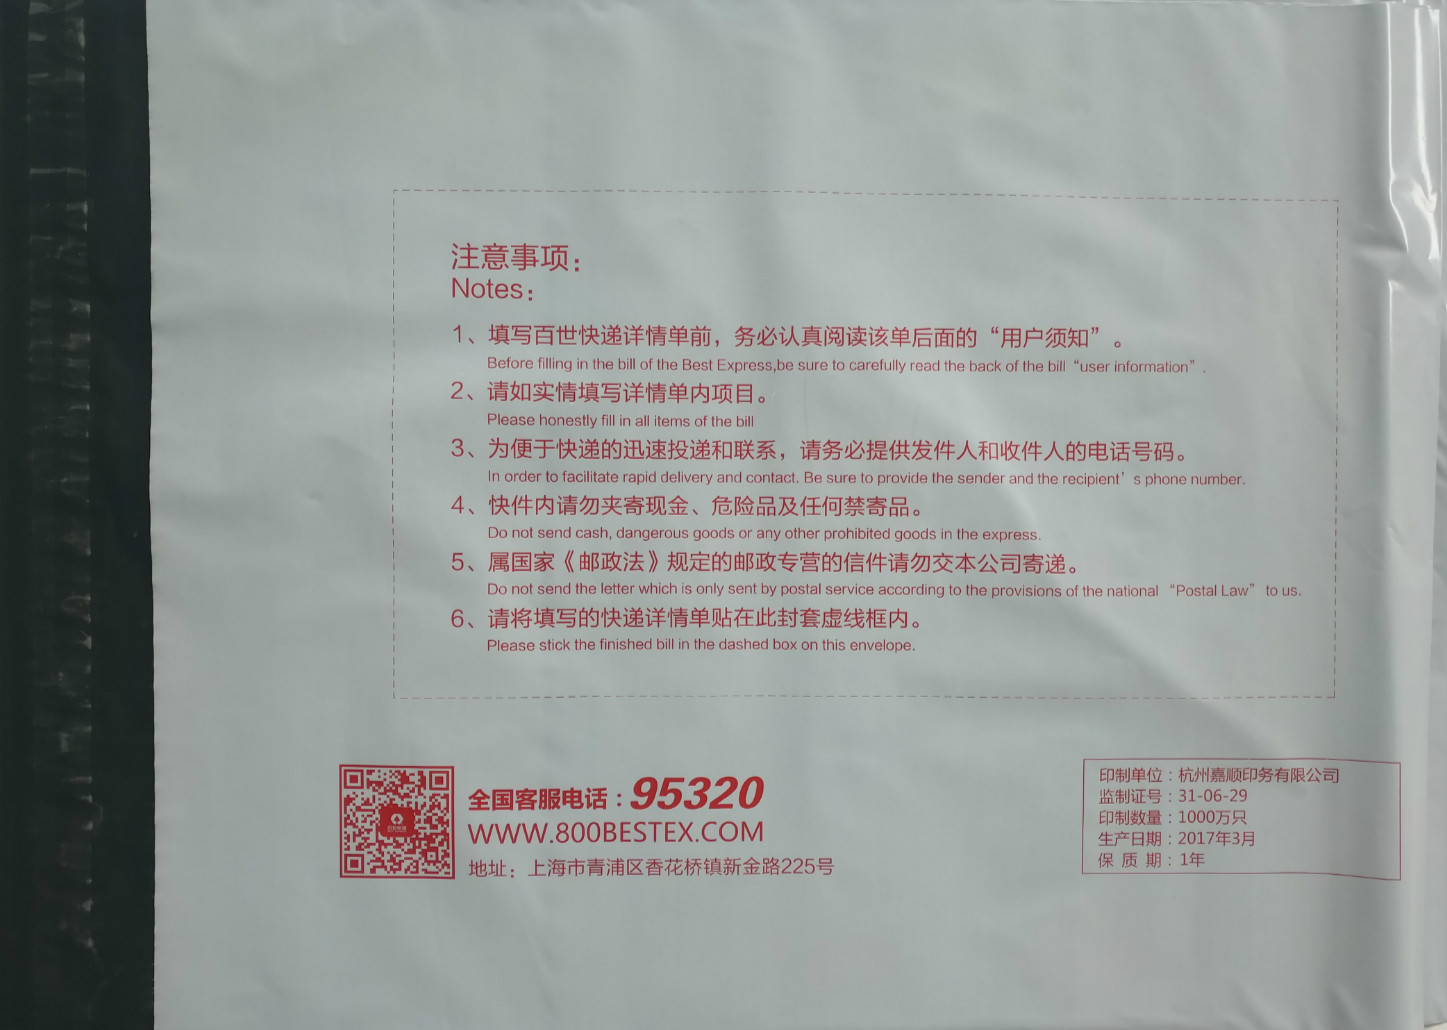 注意事项：
Notes：
1、填写百世快递详情单前，务必认真阅读该单后面的“用户须知”。
Before filling in the bill of the Best Express,be sure to carefully read the back of the bill“user information”.
2、请如实情填写详情单内项目。
Please honestly fill in all items of the bill
3、为便于快递的迅速投递和联系，请务必提供发件人和收件人的电话号码。
In order to facilitate rapid delivery and contact. Be sure to provide the sender and the recipient’s phone number.
4、快件内请勿夹寄现金、危险品及任何禁寄品。
Do not send cash, dangerous goods or any other prohibited goods in the express.
5、属国家《邮政法》规定的邮政专营的信件请勿交本公司寄递。
Do not send the letter which is only sent by postal service according to the provisions of the national “Postal Law” to us.
6、请将填写的快递详情单贴在此封套虚线框内。
Please stick the finished bill in the dashed box on this envelope.
全国客服电话：95320
WWW.800BESTEX.COM
地址：上海市青浦区香花桥镇新金路225号
印制单位：杭州嘉顺印务有限公司
监制证号：31-06-29
印制数量：1000万只
生产日期：2017年3月
保 质 期：1年